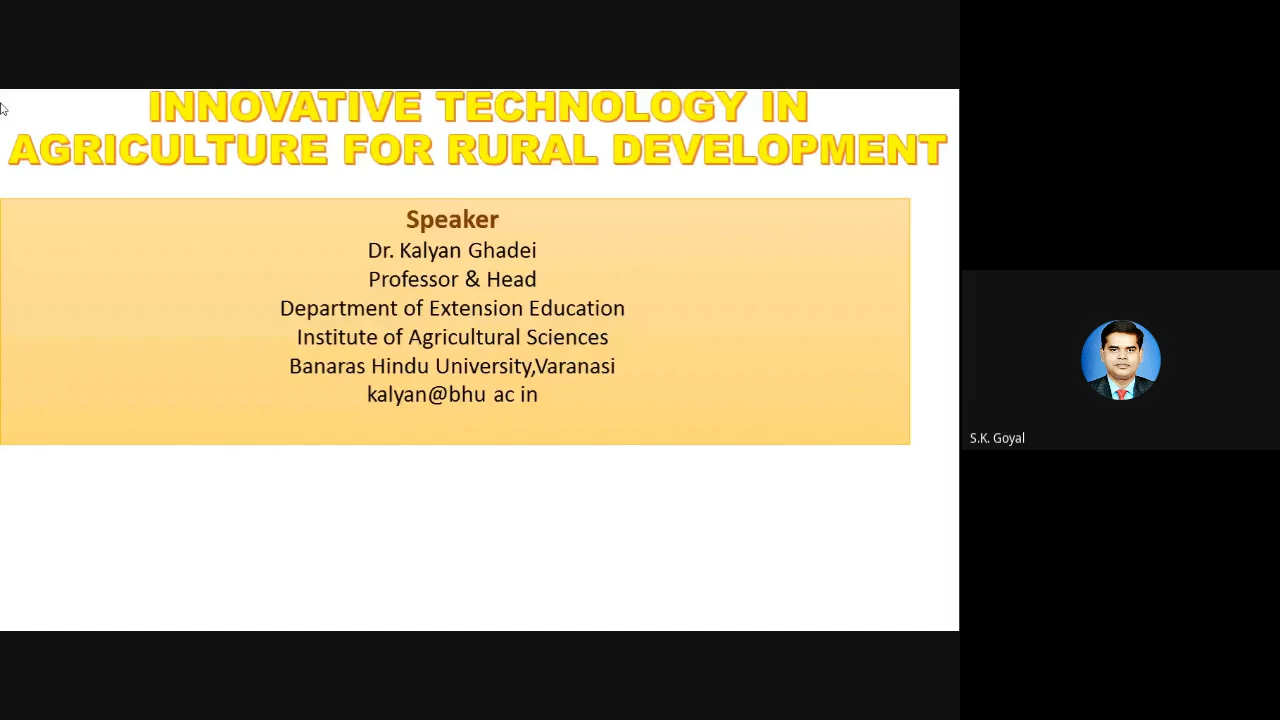 INNOVATIVE TECHNOLOGY IN
AGRICULTURE FOR RURAL DEVELOPMENT
Speaker
Dr. Kalyan Ghadei
Professor & Head
Department of Extension Education
Institute of Agricultural Sciences
Banaras Hindu University,Varanasi
kalyan@bhu ac in
S.K. Goyal